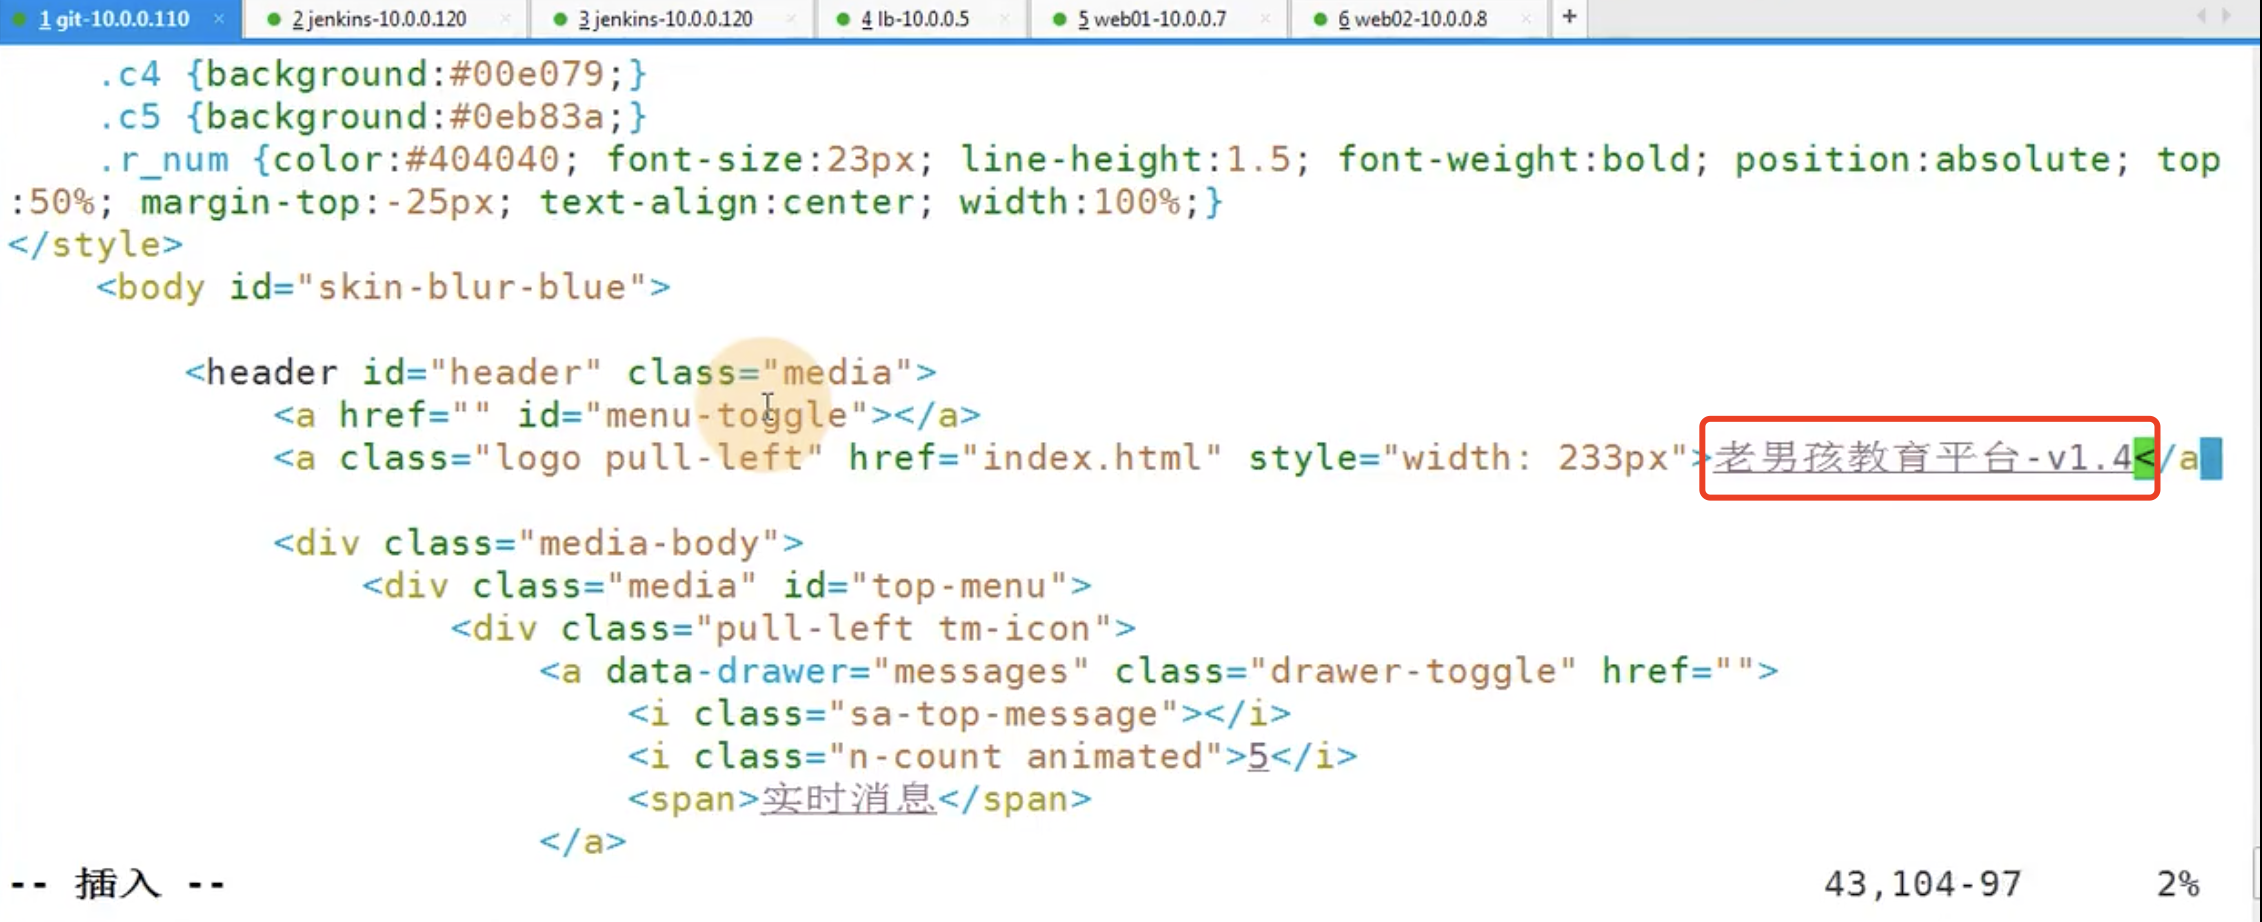 1 git-10.0.0.110 × 2 jenkins-10.0.0.120 × 3 jenkins-10.0.0.120 × 4 lb-10.0.0.5 × 5 web01-10.0.0.7 × 6 web02-10.0.0.8 × +
.c4 {background:#00e079;}
.c5 {background:#0eb83a;}
.r_num {color:#404040; font-size:23px; line-height:1.5; font-weight:bold; position:absolute; top
:50%; margin-top:-25px; text-align:center; width:100%;}
</style>
<body id="skin-blur-blue">
<header id="header" class="media">
<a href="" id="menu-toggle"></a>
<a class="logo pull-left" href="index.html" style="width: 233px">老男孩教育平台-v1.4</a
<div class="media-body">
<div class="media" id="top-menu">
<div class="pull-left tm-icon">
<a data-drawer="messages" class="drawer-toggle" href="">
<i class="sa-top-message"></i>
<i class="n-count animated">5</i>
<span>实时消息</span>
</a>
-- 插入 -- 43,104-97 2%